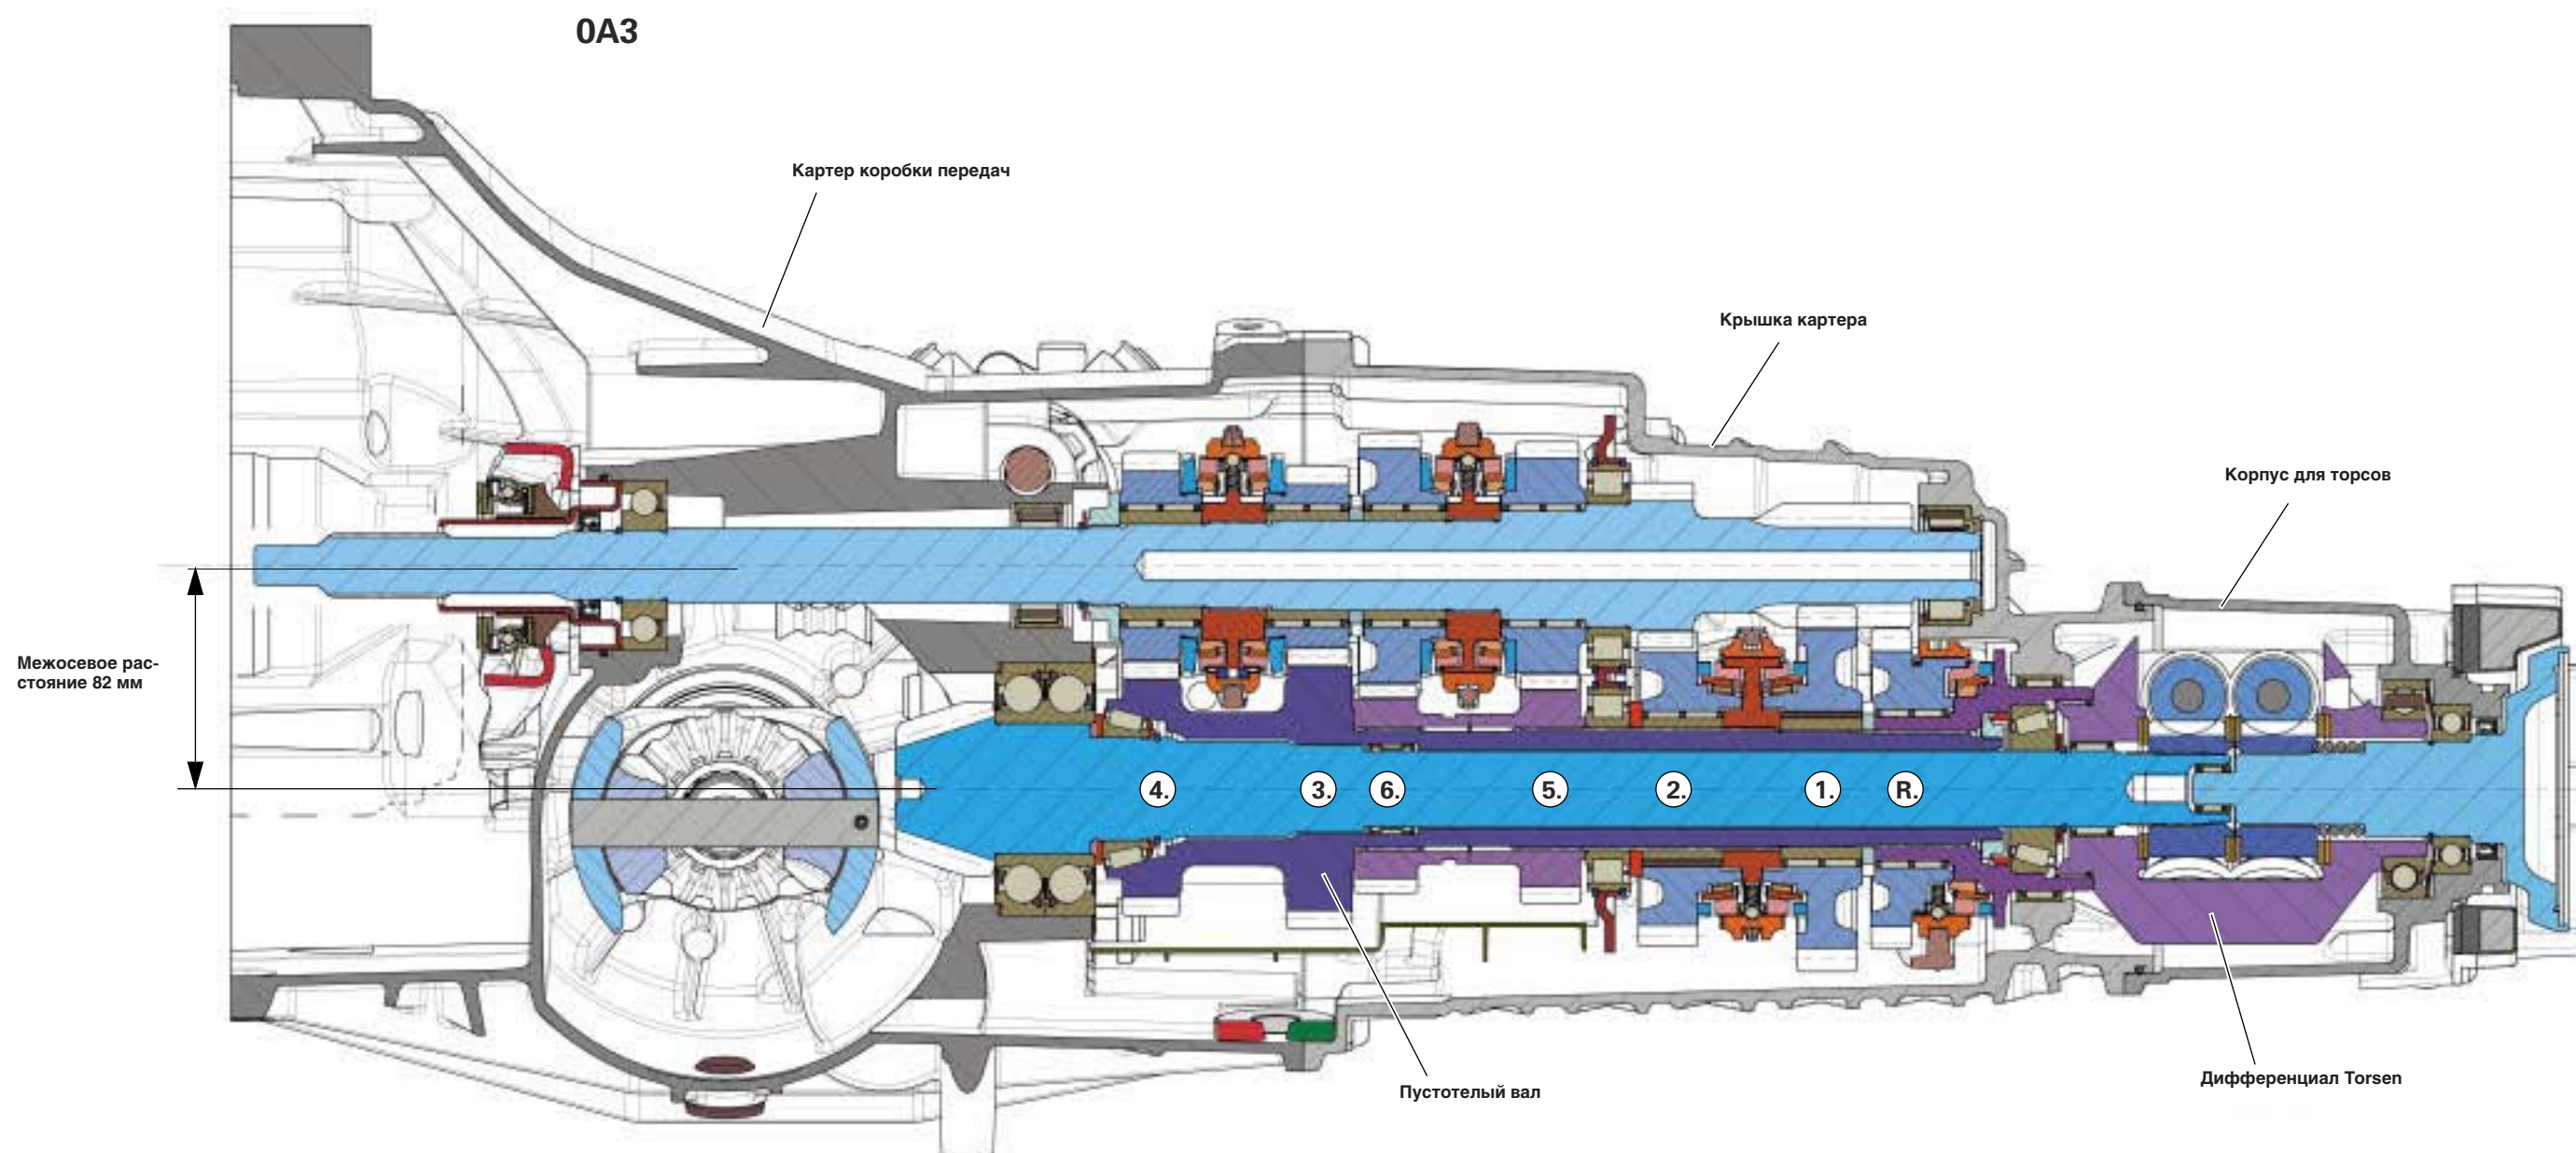 0A3
Картер коробки передач
Крышка картера
Корпус для торсов
Межосевое рас-
стояние 82 мм
4.
3.
6.
5.
2.
1.
R.
Пустотелый вал
Дифференциал Torsen